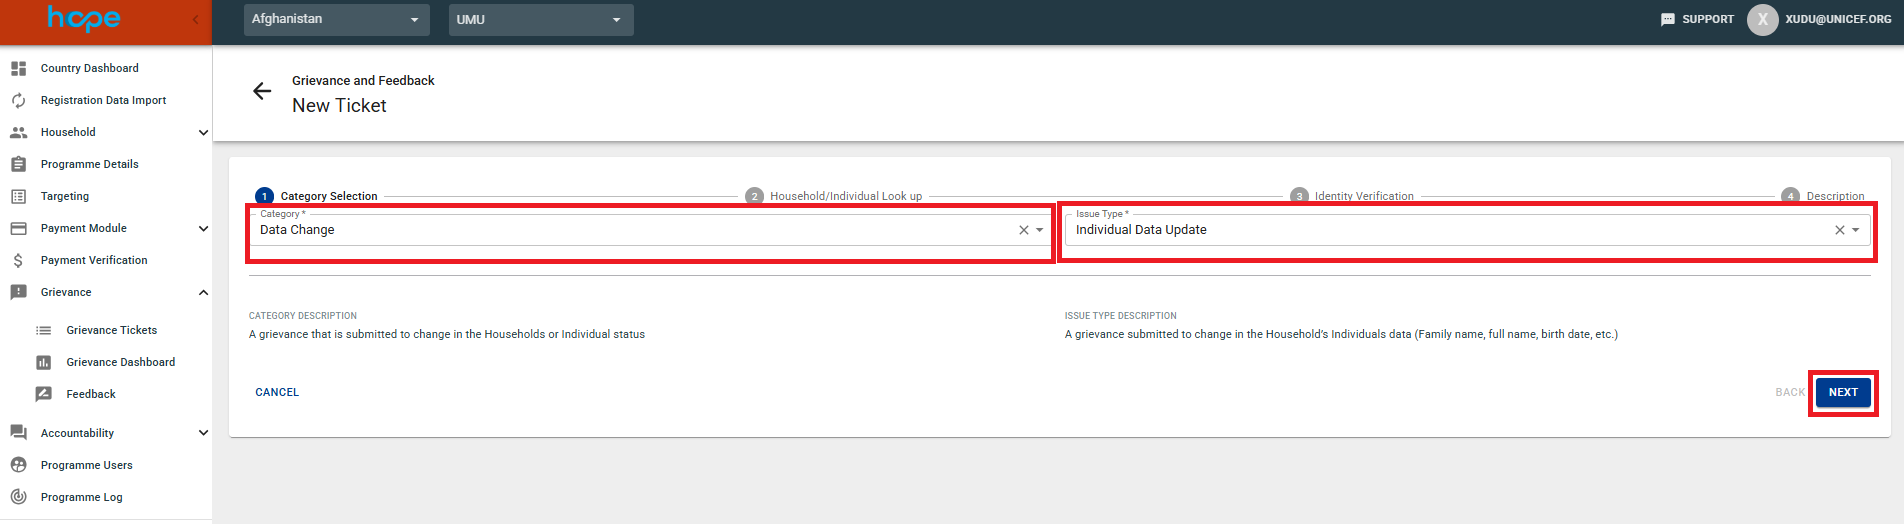 hope
Afghanistan
UMU
SUPPORT
X
XUDU@UNICEF.ORG
Country Dashboard
Registration Data Import
Household
Programme Details
Targeting
Payment Module
Payment Verification
Grievance
Grievance Tickets
Grievance Dashboard
Feedback
Accountability
Programme Users
Programme Log
Grievance and Feedback
New Ticket
1 Category Selection
2 Household/Individual Look up
3 Identity Verification
4 Description
Category *
Data Change
Issue Type *
Individual Data Update
CATEGORY DESCRIPTION
A grievance that is submitted to change in the Households or Individual status
ISSUE TYPE DESCRIPTION
A grievance submitted to change in the Household’s Individuals data (Family name, full name, birth date, etc.)
CANCEL
BACK
NEXT